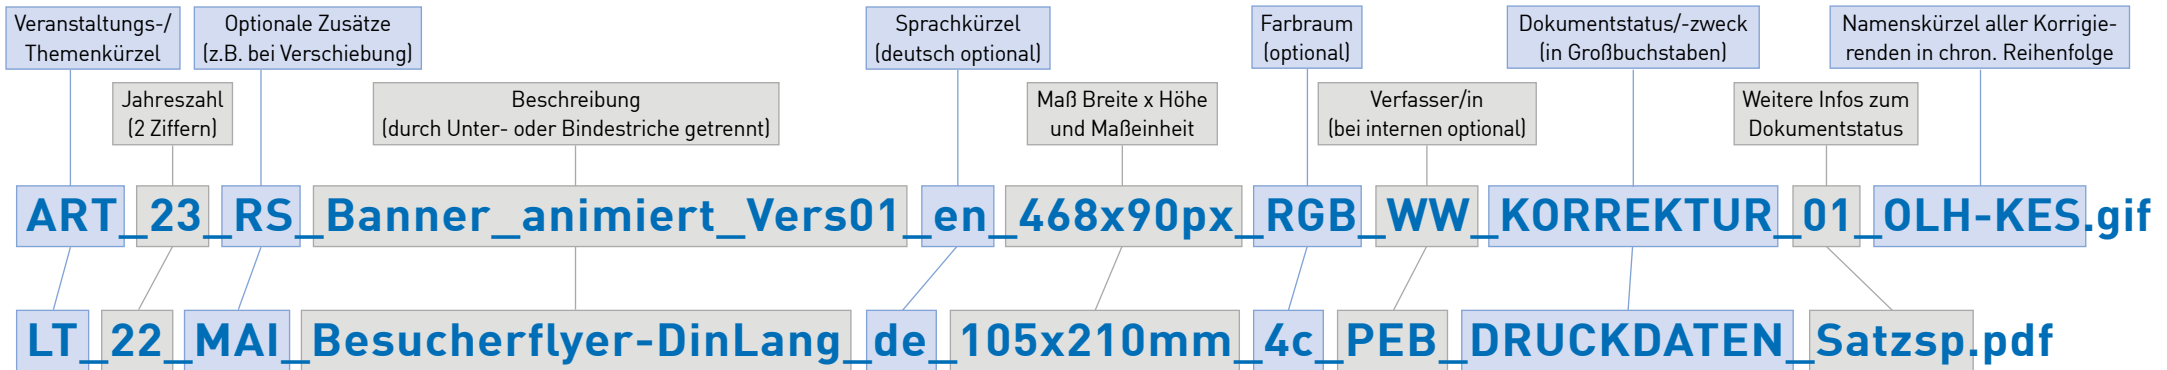 Veranstaltungs-/
Themenkürzel
Optionale Zusätze
(z.B. bei Verschiebung)
Sprachkürzel
(deutsch optional)
Farbraum
(optional)
Dokumentstatus/-zweck
(in Großbuchstaben)
Namenskürzel aller Korrigie-
renden in chron. Reihenfolge
Jahreszahl
(2 Ziffern)
Beschreibung
(durch Unter- oder Bindestriche getrennt)
Maß Breite x Höhe
und Maßeinheit
Verfasser/in
(bei internen optional)
Weitere Infos zum
Dokumentstatus
ART_23_RS_Banner_animiert_Vers01_en_468x90px_RGB_WW_KORREKTUR_01_OLH-KES.gif
LT_22_MAI_Besucherflyer-DinLang_de_105x210mm_4c_PEB_DRUCKDATEN_Satzsp.pdf